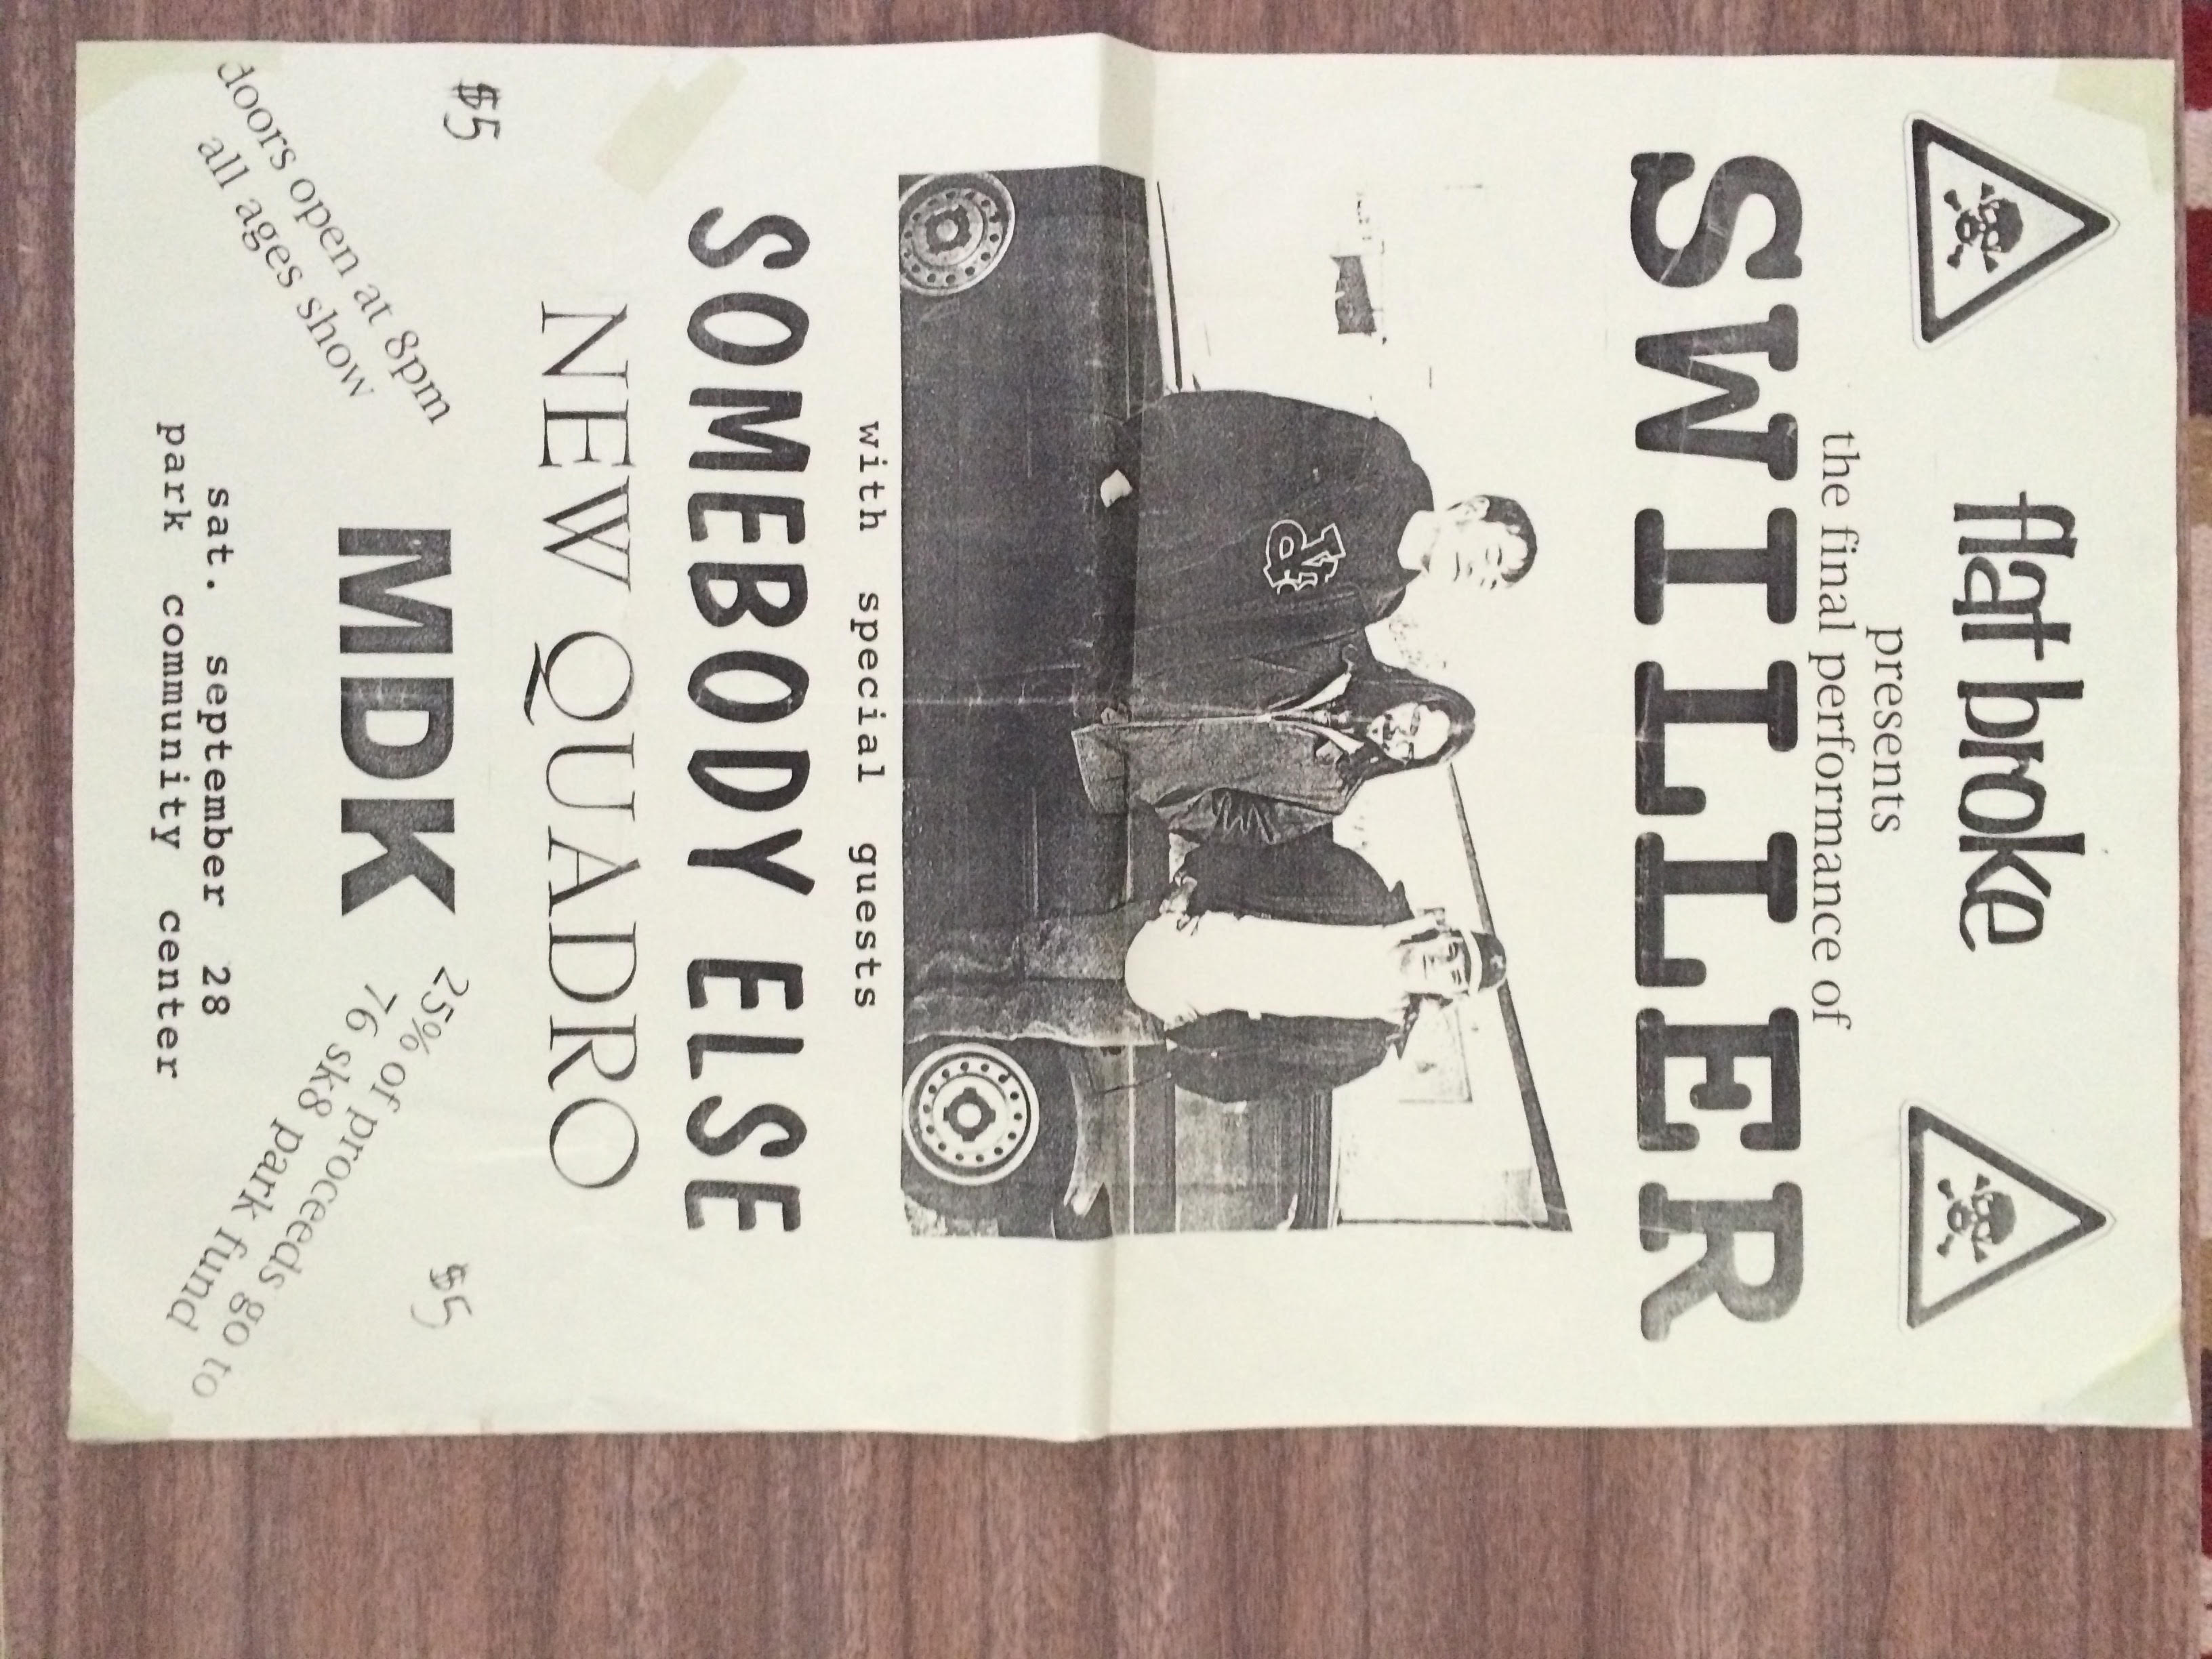 flat broke
presents
the final performance of
SWILLER
with special guests
SOMEBODY ELSE
NEW QUADRO
$5
$5
MDK
doors open at 8pm
all ages show
25% of proceeds go to
76 sk8 park fund
sat. september 28
park community center